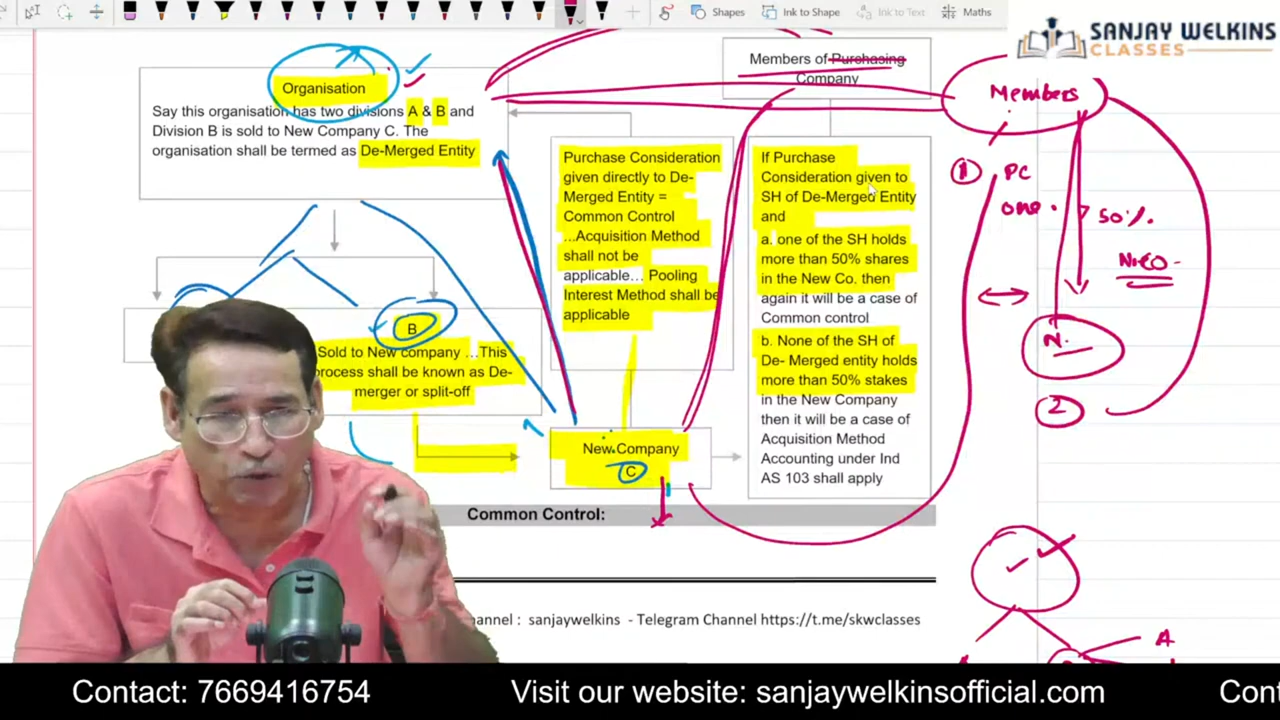 Shapes
Ink to Shape
Ink to Text
Maths
SANJAY WELKINS
CLASSES
Organisation
Say this organisation has two divisions A & B and
Division B is sold to New Company C. The
organisation shall be termed as De-Merged Entity
Members of Purchasing
Company
Members
Purchase Consideration
given directly to De-
Merged Entity =
Common Control
...Acquisition Method
shall not be
applicable... Pooling
Interest Method shall be
applicable
If Purchase
Consideration given to
SH of De-Merged Entity
and
a. one of the SH holds
more than 50% shares
in the New Co. then
again it will be a case of
Common control
b. None of the SH of
De- Merged entity holds
more than 50% stakes
in the New Company
then it will be a case of
Acquisition Method
Accounting under Ind
AS 103 shall apply
1 PC
one.
50%
N.CO
N.
2
B
Sold to New company ...This
process shall be known as De-
merger or split-off
New Company
C
Common Control:
A
annel : sanjaywelkins - Telegram Channel https://t.me/skwclasses
Contact: 7669416754
Visit our website: sanjaywelkinsofficial.com
Cont